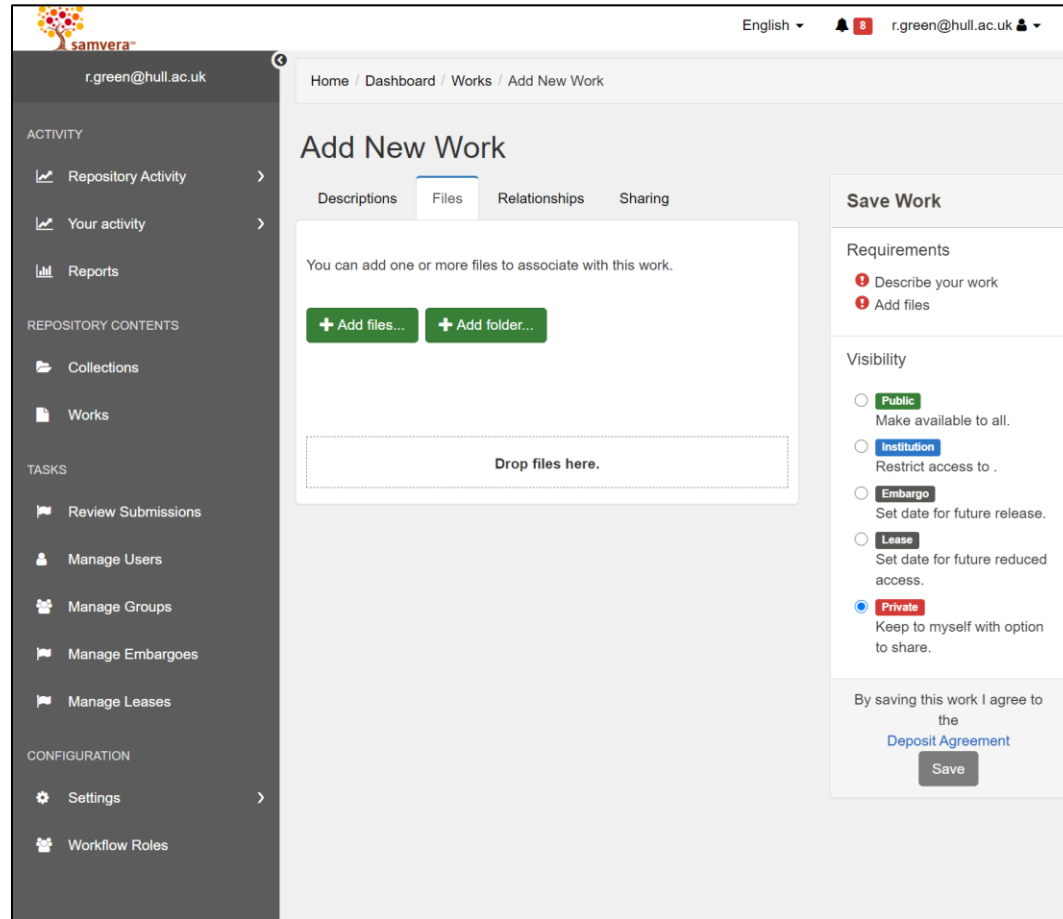 samvera™
English
8
r.green@hull.ac.uk
r.green@hull.ac.uk
ACTIVITY
Repository Activity
Your activity
Reports
REPOSITORY CONTENTS
Collections
Works
TASKS
Review Submissions
Manage Users
Manage Groups
Manage Embargoes
Manage Leases
CONFIGURATION
Settings
Workflow Roles
Home / Dashboard / Works / Add New Work
Add New Work
Descriptions
Files
Relationships
Sharing
You can add one or more files to associate with this work.
Add files...
Add folder...
Drop files here.
Save Work
Requirements
Describe your work
Add files
Visibility
Public
Make available to all.
Institution
Restrict access to .
Embargo
Set date for future release.
Lease
Set date for future reduced
access.
Private
Keep to myself with option
to share.
By saving this work I agree to
the
Deposit Agreement
Save